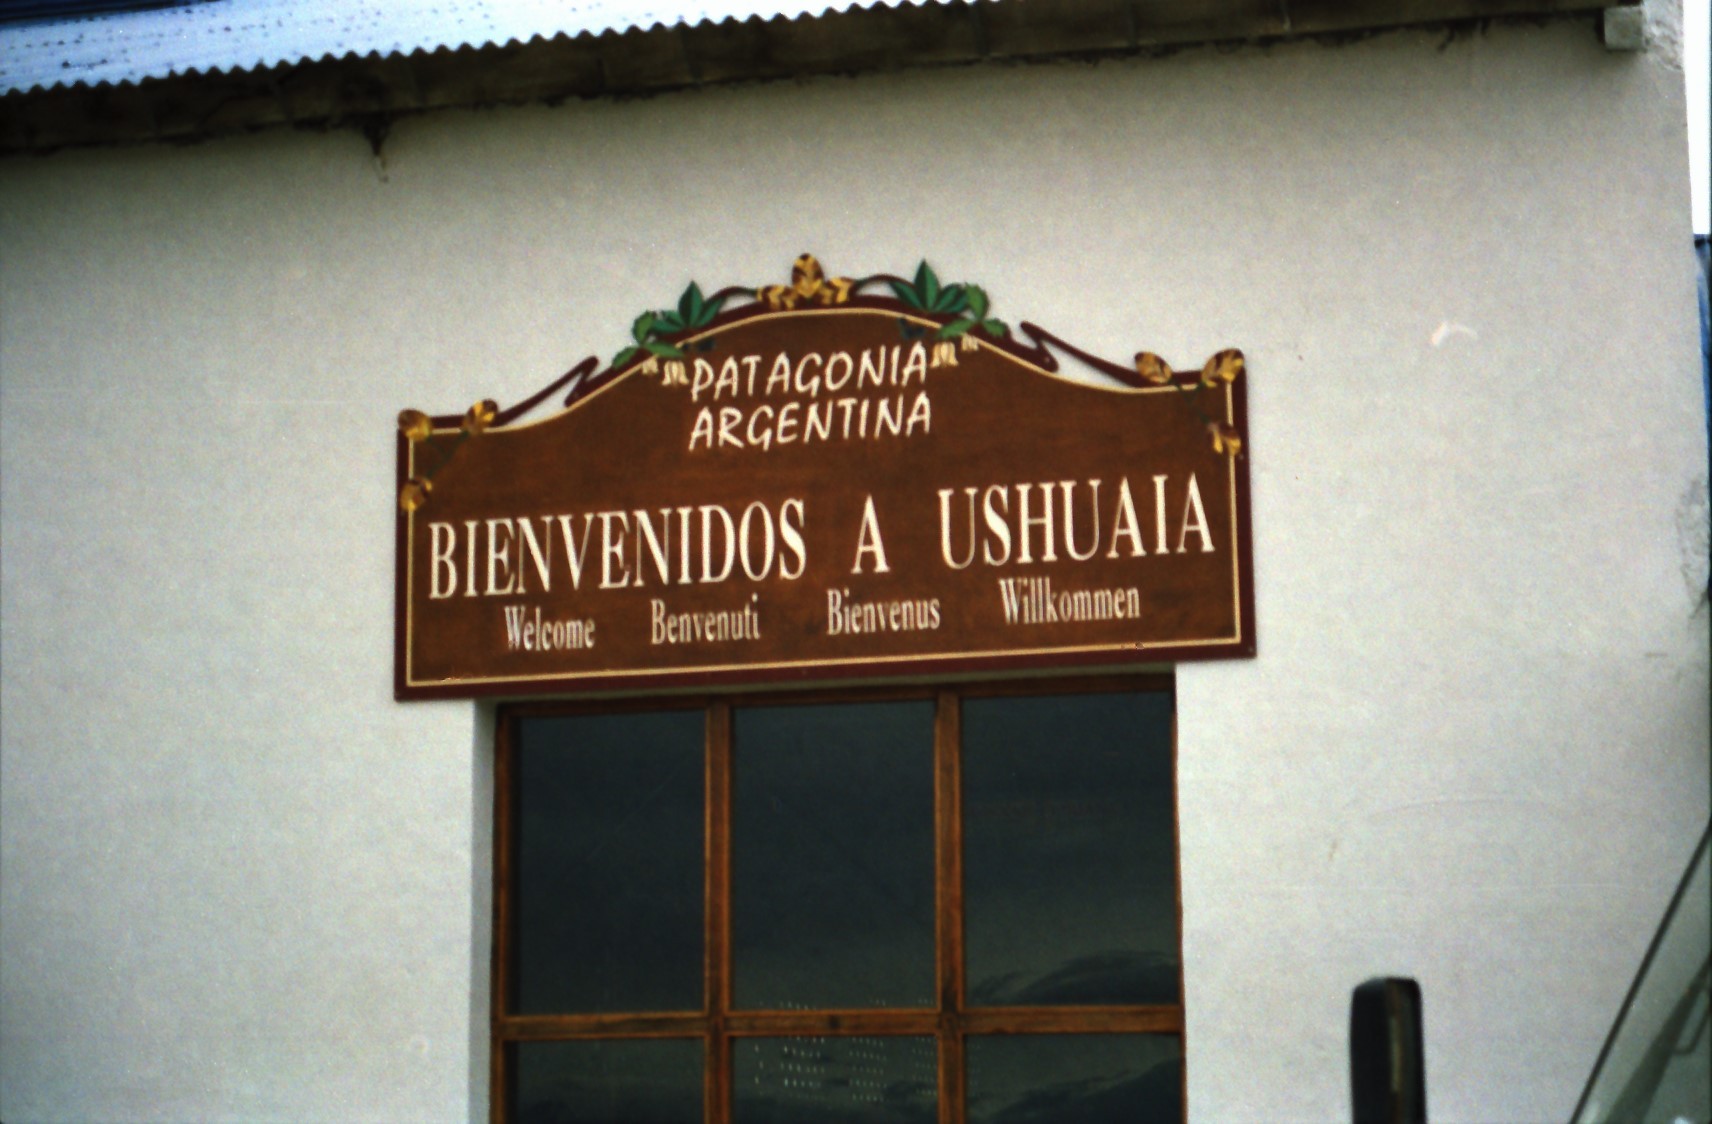 PATAGONIA
ARGENTINA
BIENVENIDOS A USHUAIA
Welcome Benvenuti Bienvenus Willkommen